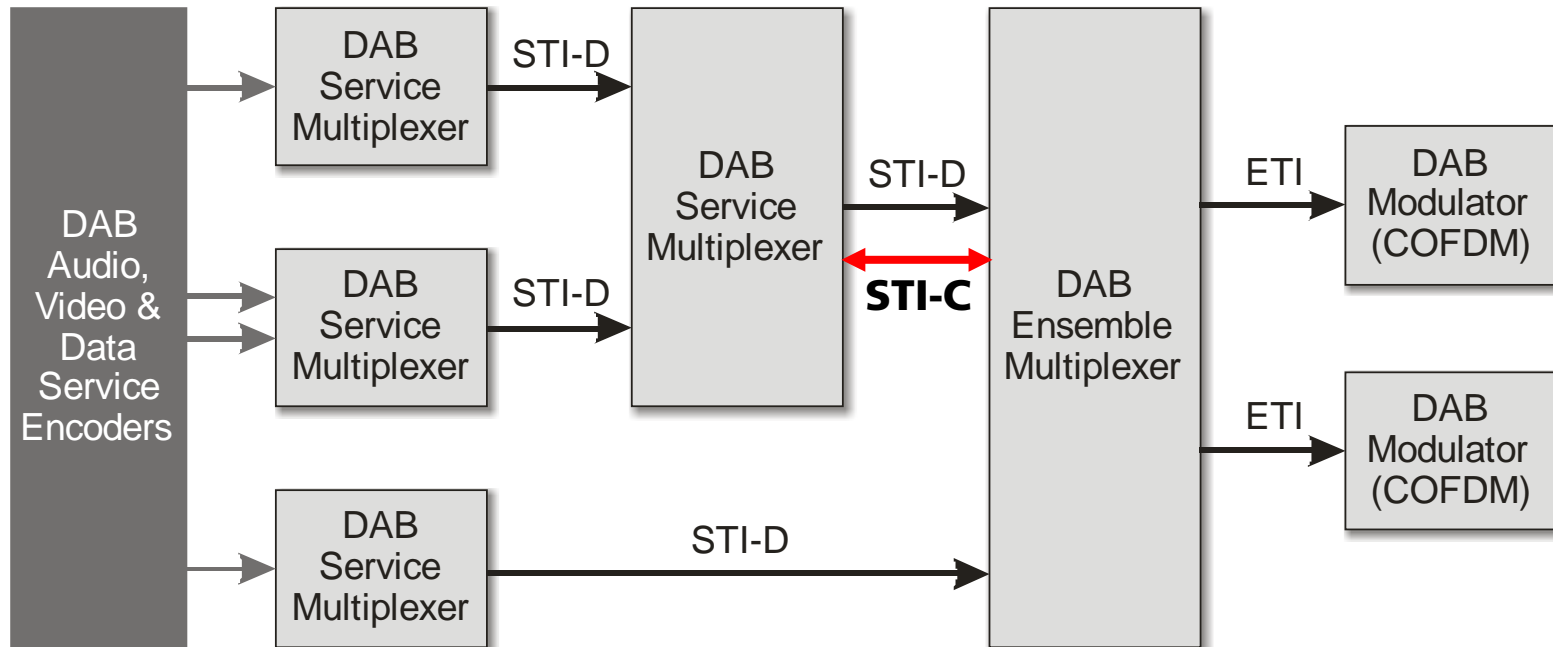 DAB
Audio,
Video &
Data
Service
Encoders
DAB
Service
Multiplexer
STI-D
DAB
Service
Multiplexer
STI-D
DAB
Service
Multiplexer
STI-D
DAB
Service
Multiplexer
STI-D
STI-C
DAB
Ensemble
Multiplexer
ETI
DAB
Modulator
(COFDM)
ETI
DAB
Modulator
(COFDM)